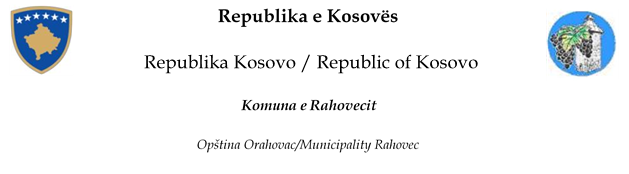 Republika e Kosovës
Republika Kosovo / Republic of Kosovo
Komuna e Rahovecit
Opština Orahovac/Municipality Rahovec